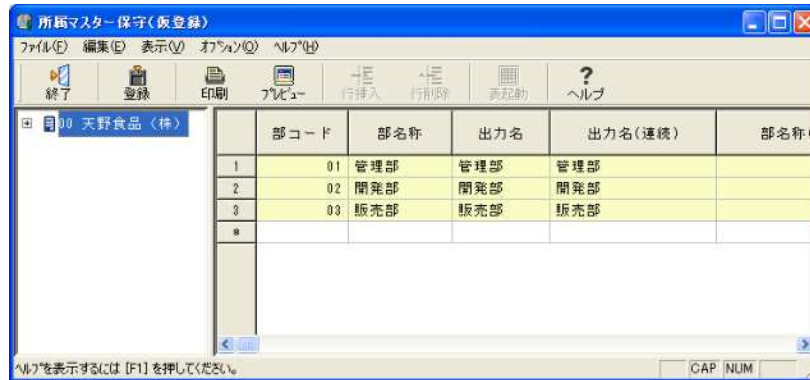 所属マスター保守(仮登録)
ファイル(F) 編集(E) 表示(V) オプション(O) ヘルプ(H)
終了 登録 印刷 プレビュー 行挿入 行削除 表起動 ヘルプ
00 天野食品(株)
部コード 部名称 出力名 出力名(連続) 部名称(
1 01 管理部 管理部 管理部
2 02 開発部 開発部 開発部
3 03 販売部 販売部 販売部
*
ヘルプを表示するには [F1] を押してください。 CAP NUM